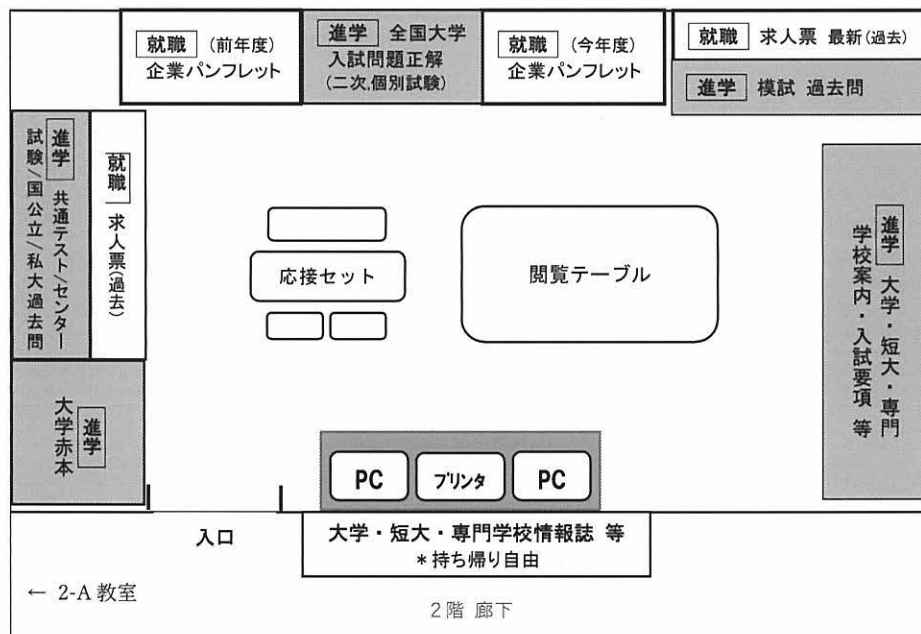 就職 (前年度)
企業パンフレット
進学 全国大学
入試問題正解
(二次,個別試験)
就職 (今年度)
企業パンフレット
就職 求人票 最新(過去)
進学 模試 過去問
進学 共通テスト/センター
試験/国公立/私大過去問
就職 求人票(過去)
進学
大学赤本
応接セット
閲覧テーブル
進学 大学・短大・専門
学校案内・入試要項 等
PC
プリンタ
PC
入口
大学・短大・専門学校情報誌 等
*持ち帰り自由
← 2-A 教室
2階 廊下